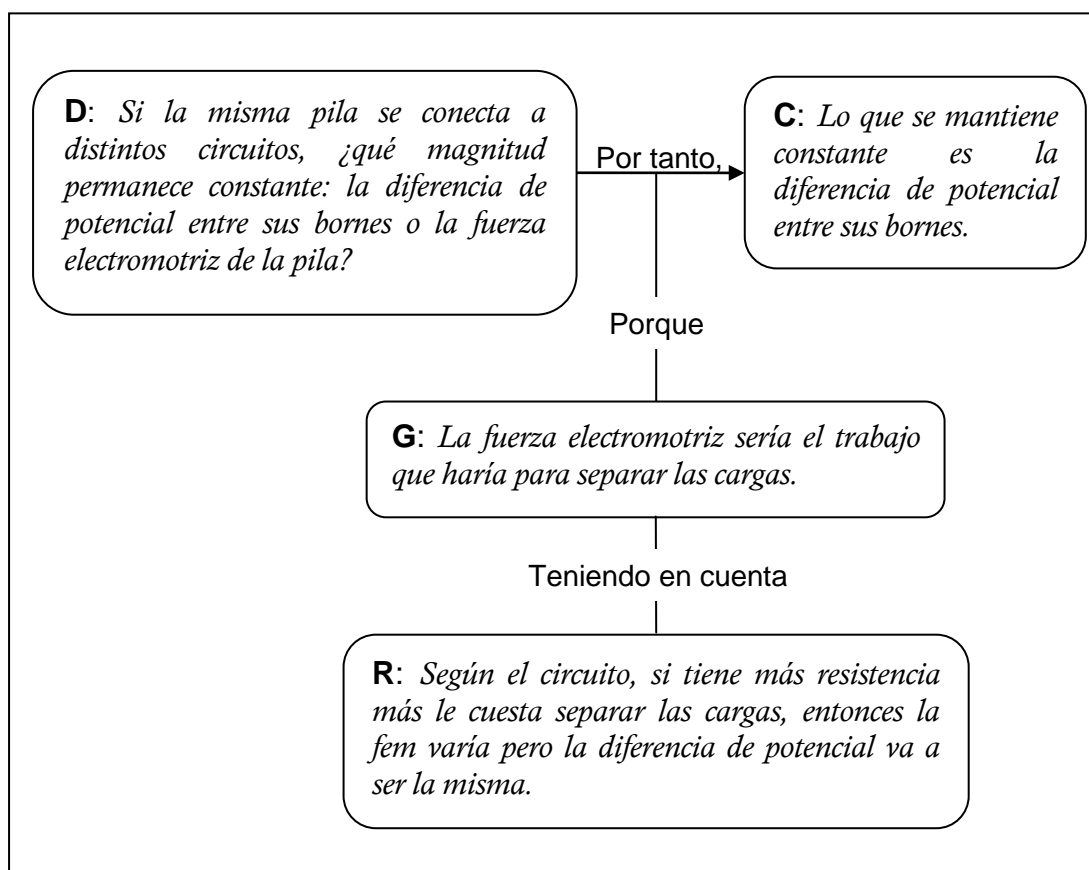 D: Si la misma pila se conecta a
distintos circuitos, ¿qué magnitud
permanece constante: la diferencia de
potencial entre sus bornes o la fuerza
electromotriz de la pila?
Por tanto,
C: Lo que se mantiene
constante es la
diferencia de potencial
entre sus bornes.
Porque
G: La fuerza electromotriz sería el trabajo
que haría para separar las cargas.
Teniendo en cuenta
R: Según el circuito, si tiene más resistencia
más le cuesta separar las cargas, entonces la
fem varía pero la diferencia de potencial va a
ser la misma.